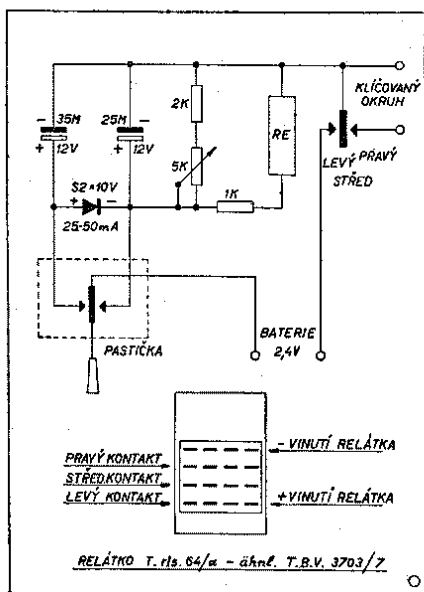 KLÍČOVANÝ
OKRUH
- 35M
+ 12V
25M -
+ 12V
2K
5K
1K
RE
LEVÝ PRAVÝ
STŘED
S2 × 10V
+ -
25-50mA
PASTIČKA
BATERIE
2,4V
PRAVÝ KONTAKT
STŘED.KONTAKT
LEVÝ KONTAKT
- VINUTÍ RELÁTKA
+ VINUTÍ RELÁTKA
RELÁTKO T. rls. 64/a - ähnl. T.B.V. 3703/7